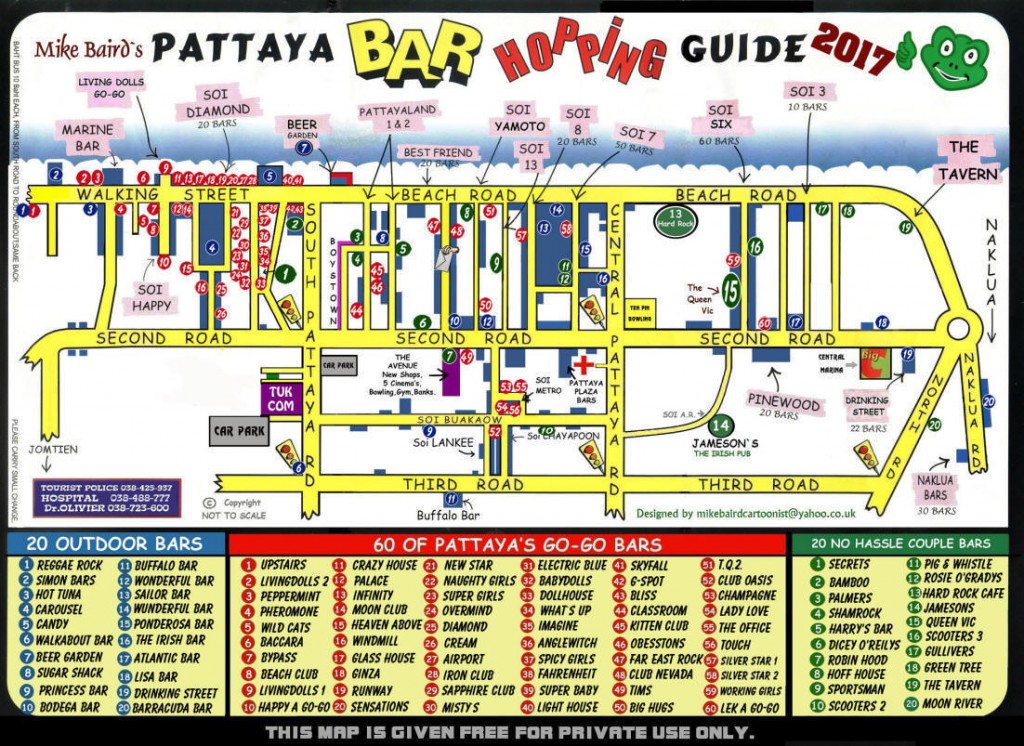 Mike Baird`s PATTAYA BAR HOPPING GUIDE 2017
BAHT BUS 10 Baht EACH, FROM SOUTH ROAD TO ROUNDABOUT SAME BACK
LIVING DOLLS
GO-GO
MARINE
BAR
SOI
DIAMOND
20 BARS
BEER
GARDEN
7
PATTAYALAND
1 & 2
BEST FRIEND
20 BARS
SOI
YAMOTO
SOI
13
SOI
8
20 BARS
SOI 7
50 BARS
SOI
SIX
60 BARS
SOI 3
10 BARS
THE
TAVERN
WALKING STREET
BEACH ROAD
BEACH ROAD
SOI
HAPPY
BOYSTOWN
SOUTH PATTAYA RD
CENTRAL PATTAYA RD
13
Hard Rock
The
Queen
Vic
15
TEN PIN
BOWLING
NAKLUA
SECOND ROAD
SECOND ROAD
SECOND ROAD
CAR PARK
THE
AVENUE
New Shops,
5 Cinema's,
Bowling,Gym,Banks.
SOI
METRO
PATTAYA
PLAZA
BARS
CENTRAL
MARINA
Big C
PINEWOOD
20 BARS
DRINKING
STREET
22 BARS
TUK
COM
CAR PARK
SOI BUAKAOW
Soi LANKEE
Soi CHAYAPOON
SOI A.R.
14
JAMESON`S
THE IRISH PUB
NORTH RD
NAKLUA RD
NAKLUA
BARS
30 BARS
JOMTIEN
PLEASE CARRY SMALL CHANGE
THIRD ROAD
THIRD ROAD
TOURIST POLICE 038-425-937
HOSPITAL 038-488-777
Dr.OLIVIER 038-723-600
© Copyright
NOT TO SCALE
11
Buffalo Bar
Designed by mikebairdcartoonist@yahoo.co.uk
20 OUTDOOR BARS
1 REGGAE ROCK
2 SIMON BARS
3 HOT TUNA
4 CAROUSEL
5 CANDY
6 WALKABOUT BAR
7 BEER GARDEN
8 SUGAR SHACK
9 PRINCESS BAR
10 BODEGA BAR
11 BUFFALO BAR
12 WONDERFUL BAR
13 SAILOR BAR
14 WUNDERFUL BAR
15 PONDEROSA BAR
16 THE IRISH BAR
17 ATLANTIC BAR
18 LISA BAR
19 DRINKING STREET
20 BARRACUDA BAR
60 OF PATTAYA'S GO-GO BARS
1 UPSTAIRS
2 LIVINGDOLLS 2
3 PEPPERMINT
4 PHEROMONE
5 WILD CATS
6 BACCARA
7 BYPASS
8 BEACH CLUB
9 LIVINGDOLLS 1
10 HAPPY A GO-GO
11 CRAZY HOUSE
12 PALACE
13 INFINITY
14 MOON CLUB
15 HEAVEN ABOVE
16 WINDMILL
17 GLASS HOUSE
18 GINZA
19 RUNWAY
20 SENSATIONS
21 NEW STAR
22 NAUGHTY GIRLS
23 SUPER GIRLS
24 OVERMIND
25 DIAMOND
26 CREAM
27 AIRPORT
28 IRON CLUB
29 SAPPHIRE CLUB
30 MISTYS
31 ELECTRIC BLUE
32 BABYDOLLS
33 DOLLHOUSE
34 WHAT'S UP
35 IMAGINE
36 ANGLEWITCH
37 SPICY GIRLS
38 FAHRENHEIT
39 SUPER BABY
40 LIGHT HOUSE
41 SKYFALL
42 G-SPOT
43 BLISS
44 CLASSROOM
45 KITTEN CLUB
46 OBESSTONS
47 FAR EAST ROCK
48 CLUB NEVADA
49 TIMS
50 BIG HUGS
51 T.Q.2.
52 CLUB OASIS
53 CHAMPAGNE
54 LADY LOVE
55 THE OFFICE
56 TOUCH
57 SILVER STAR 1
58 SILVER STAR 2
59 WORKING GIRLS
60 LEK A GO-GO
20 NO HASSLE COUPLE BARS
1 SECRETS
2 BAMBOO
3 PALMERS
4 SHAMROCK
5 HARRY'S BAR
6 DICEY O'REILYS
7 ROBIN HOOD
8 HOFF HOUSE
9 SPORTSMAN
10 SCOOTERS 2
11 PIG & WHISTLE
12 ROSIE O'GRADYS
13 HARD ROCK CAFE
14 JAMESONS
15 QUEEN VIC
16 SCOOTERS 3
17 GULLIVERS
18 GREEN TREE
19 THE TAVERN
20 MOON RIVER
THIS MAP IS GIVEN FREE FOR PRIVATE USE ONLY.